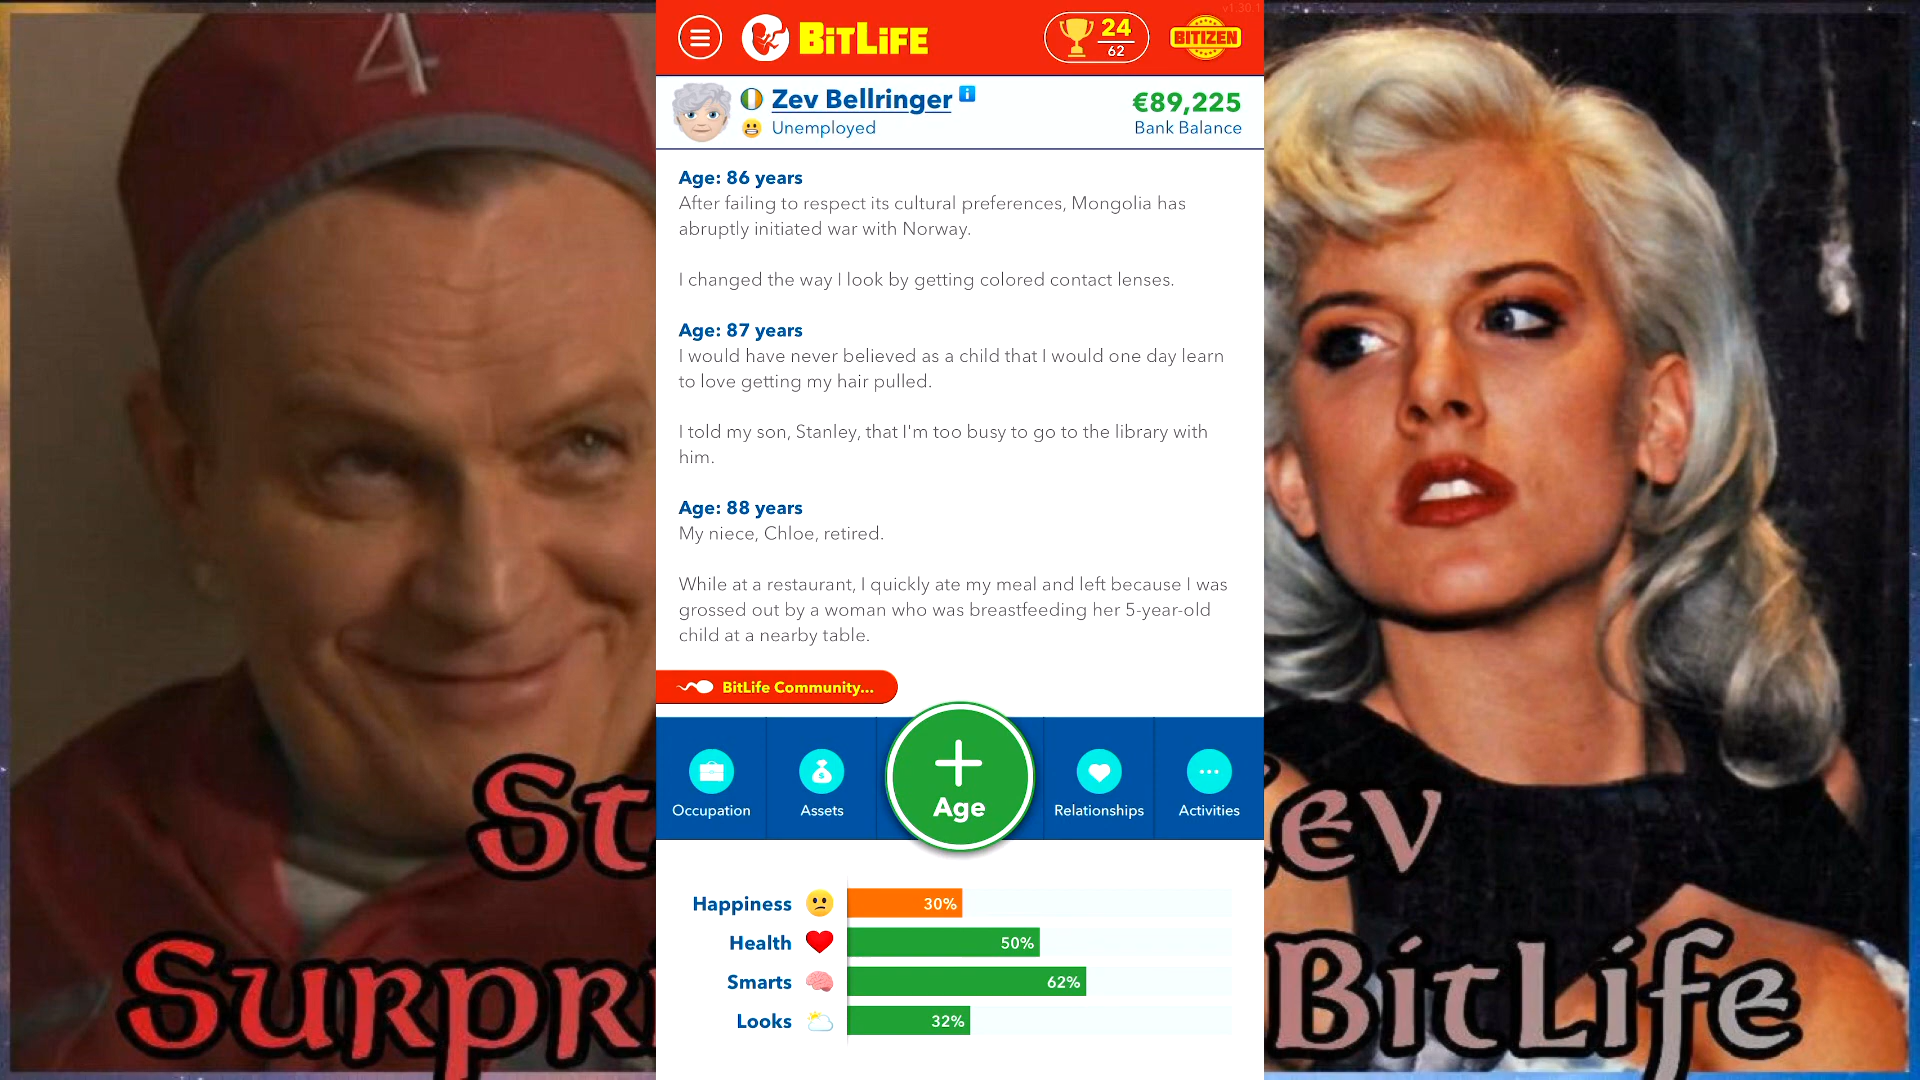 4
v1.30.1
BITLIFE
24
62
BITIZEN
Zev Bellringer
€89,225
Unemployed
Bank Balance
Age: 86 years
After failing to respect its cultural preferences, Mongolia has
abruptly initiated war with Norway.
I changed the way I look by getting colored contact lenses.
Age: 87 years
I would have never believed as a child that I would one day learn
to love getting my hair pulled.
I told my son, Stanley, that I'm too busy to go to the library with
him.
Age: 88 years
My niece, Chloe, retired.
While at a restaurant, I quickly ate my meal and left because I was
grossed out by a woman who was breastfeeding her 5-year-old
child at a nearby table.
BitLife Community...
Occupation
Assets
Age
Relationships
Activities
Happiness 30%
Health 50%
Smarts 62%
Looks 32%
St
ev
Surpri
BitLife